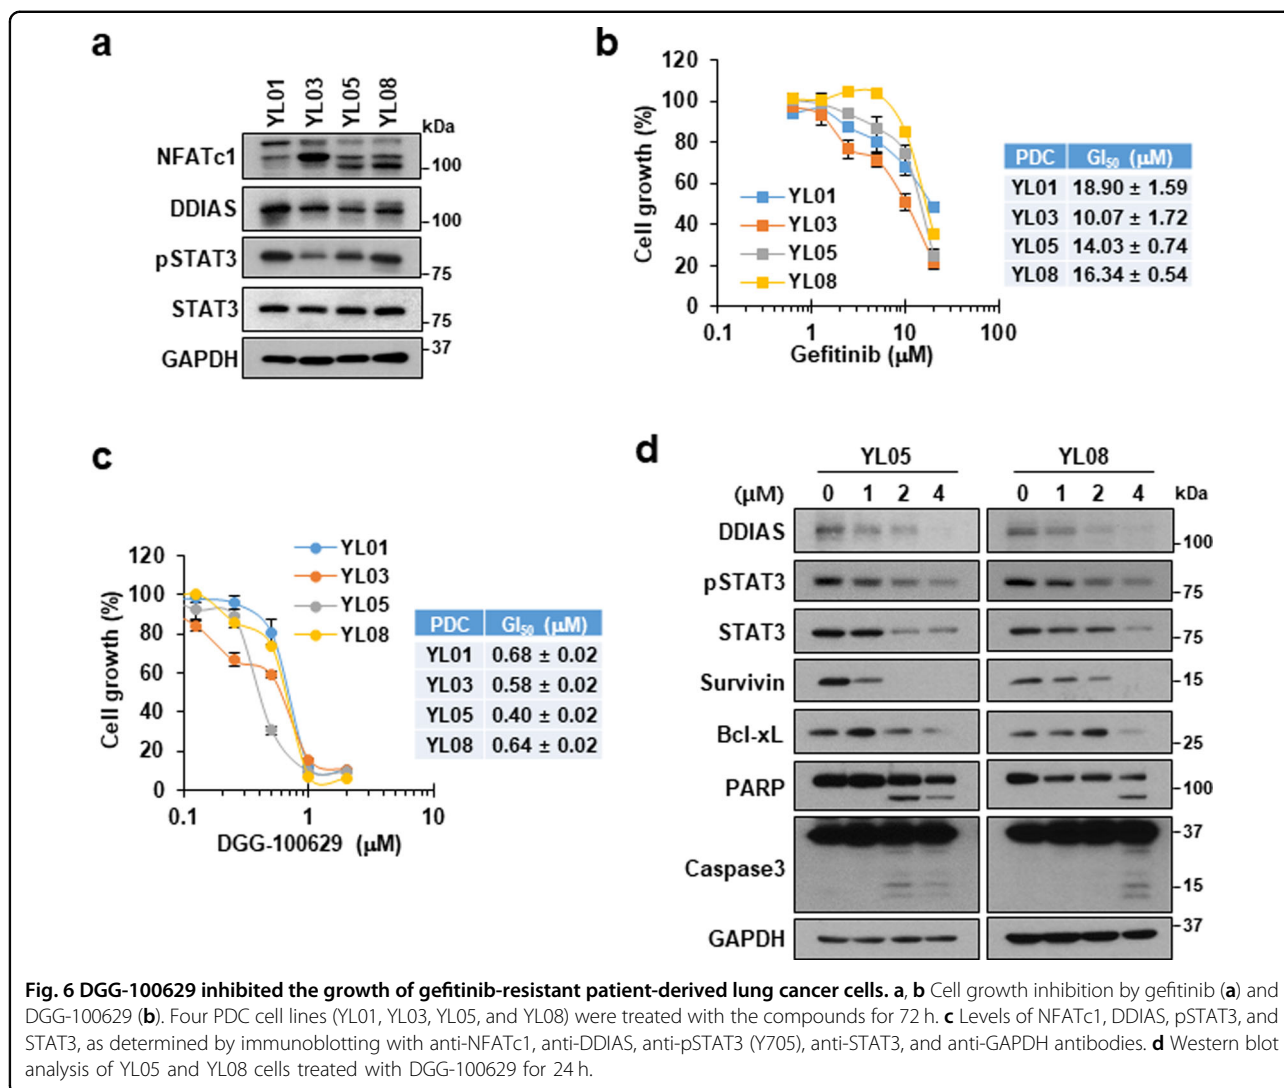 a
YL01 YL03 YL05 YL08
kDa
NFATc1
100
DDIAS
100
pSTAT3
75
STAT3
75
GAPDH
37
b
120
100
80
60
40
20
0
Cell growth (%)
YL01
YL03
YL05
YL08
0.1 1 10 100
Gefitinib (μM)
PDC GI50 (μM)
YL01 18.90 ± 1.59
YL03 10.07 ± 1.72
YL05 14.03 ± 0.74
YL08 16.34 ± 0.54
c
YL01
YL03
YL05
YL08
120
100
80
60
40
20
0
Cell growth (%)
0.1 1 10
DGG-100629 (μM)
PDC GI50 (μM)
YL01 0.68 ± 0.02
YL03 0.58 ± 0.02
YL05 0.40 ± 0.02
YL08 0.64 ± 0.02
d
YL05 YL08
(μM) 0 1 2 4 0 1 2 4 kDa
DDIAS
100
pSTAT3
75
STAT3
75
Survivin
15
Bcl-xL
25
PARP
100
37
Caspase3
15
37
GAPDH
Fig. 6 DGG-100629 inhibited the growth of gefitinib-resistant patient-derived lung cancer cells. a, b Cell growth inhibition by gefitinib (a) and
DGG-100629 (b). Four PDC cell lines (YL01, YL03, YL05, and YL08) were treated with the compounds for 72 h. c Levels of NFATc1, DDIAS, pSTAT3, and
STAT3, as determined by immunoblotting with anti-NFATc1, anti-DDIAS, anti-pSTAT3 (Y705), anti-STAT3, and anti-GAPDH antibodies. d Western blot
analysis of YL05 and YL08 cells treated with DGG-100629 for 24 h.